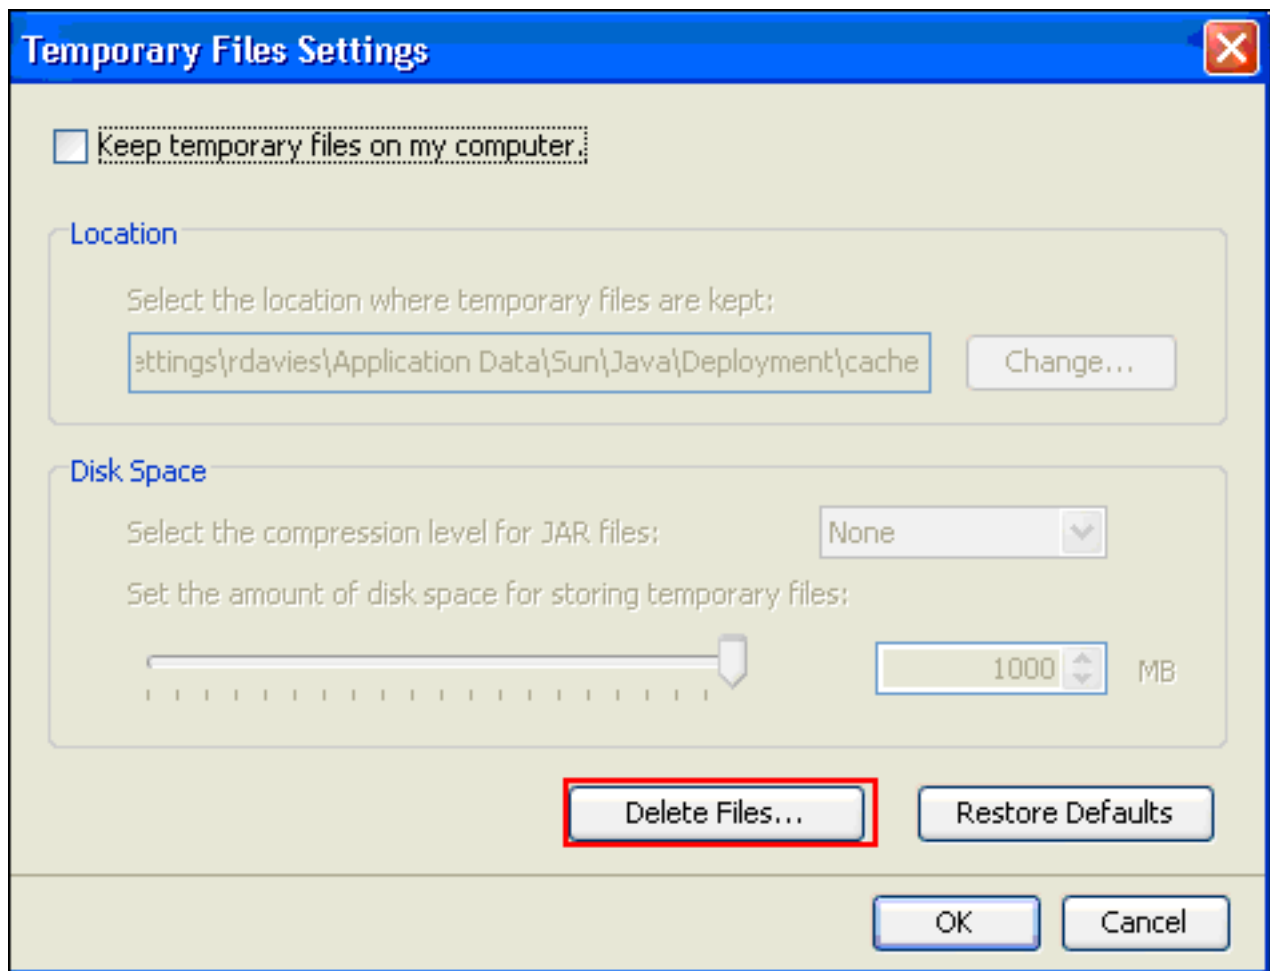 Temporary Files Settings
Keep temporary files on my computer.
Location
Select the location where temporary files are kept:
ettings\rdavies\Application Data\Sun\Java\Deployment\cache
Change...
Disk Space
Select the compression level for JAR files:
None
Set the amount of disk space for storing temporary files:
1000
MB
Delete Files...
Restore Defaults
OK
Cancel